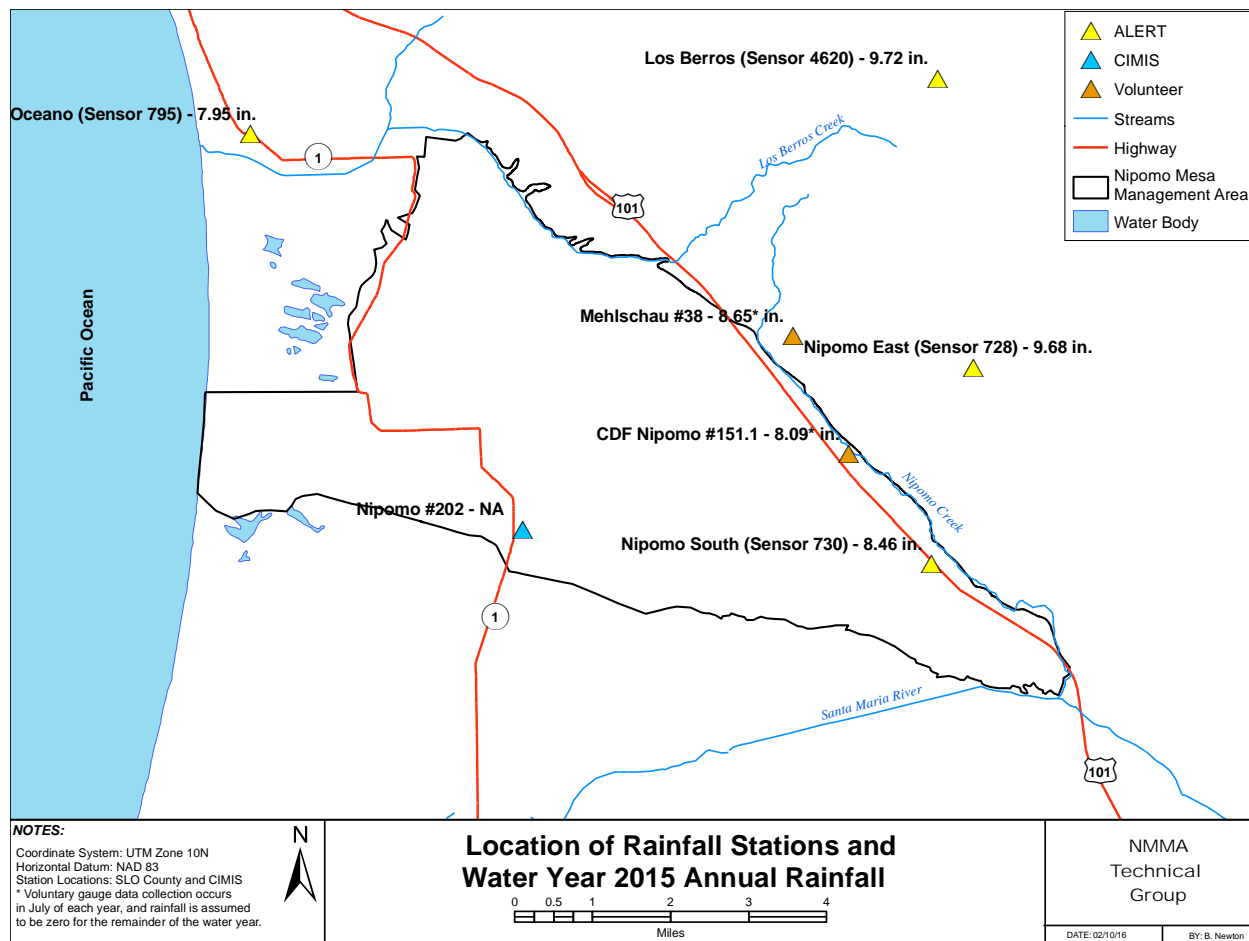 Los Berros (Sensor 4620) - 9.72 in.
Oceano (Sensor 795) - 7.95 in.
1
101
Los Berros Creek
ALERT
CIMIS
Volunteer
Streams
Highway
Nipomo Mesa
Management Area
Water Body
Pacific Ocean
Mehlschau #38 - 8.65* in.
Nipomo East (Sensor 728) - 9.68 in.
CDF Nipomo #151.1 - 8.09* in.
Nipomo Creek
Nipomo #202 - NA
Nipomo South (Sensor 730) - 8.46 in.
1
Santa Maria River
101
NOTES:
Coordinate System: UTM Zone 10N
Horizontal Datum: NAD 83
Station Locations: SLO County and CIMIS
* Voluntary gauge data collection occurs
in July of each year, and rainfall is assumed
to be zero for the remainder of the water year.
N
Location of Rainfall Stations and
Water Year 2015 Annual Rainfall
0 0.5 1 2 3 4
Miles
NMMA
Technical
Group
DATE: 02/10/16
BY: B. Newton